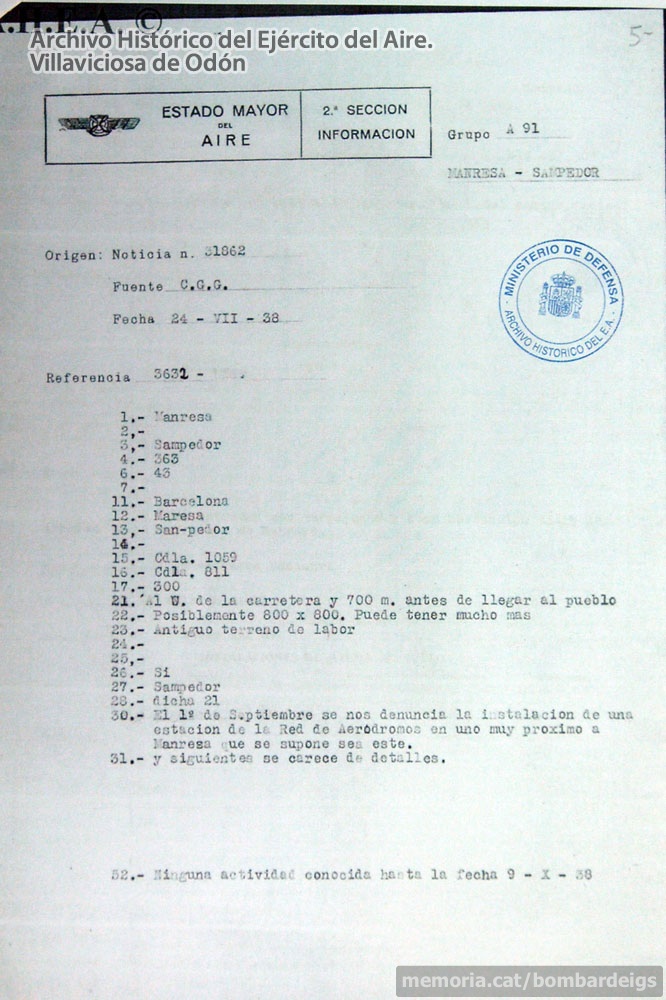 A.H.E.A. ©
Archivo Histórico del Ejército del Aire.
Villaviciosa de Odón
5-
ESTADO MAYOR
DEL
AIRE
2.ª SECCION
INFORMACION
Grupo A 91
MANRESA - SAMPEDOR
Origen: Noticia n. 31862
Fuente C.G.G.
Fecha 24 - VII - 38
MINISTERIO DE DEFENSA
ARCHIVO HISTORICO DEL E.A.
Referencia 3632 - .
1,- Manresa
2,-
3,- Sampedor
4.- 363
6.- 43
7.-
11,- Barcelona
12.- Maresa
13,- San-pedor
14.-
15.- Cdla. 1059
16.- Cdla. 811
17.- 300
21. Al W. de la carretera y 700 m. antes de llegar al pueblo
22.- Posiblemente 800 x 800. Puede tener mucho mas
23.- Antiguo terreno de labor
24.-
25,-
26.- Si
27.- Sampedor
28.- dicha 21
30.- El 1º de Septiembre se nos denuncia la instalacion de una
estacion de la Red de Aeródromos en uno muy proximo a
Manresa que se supone sea este.
31.- y siguientes se carece de detalles.
52.- Ninguna actividad conocida hasta la fecha 9 - X - 38
memoria.cat/bombardeigs